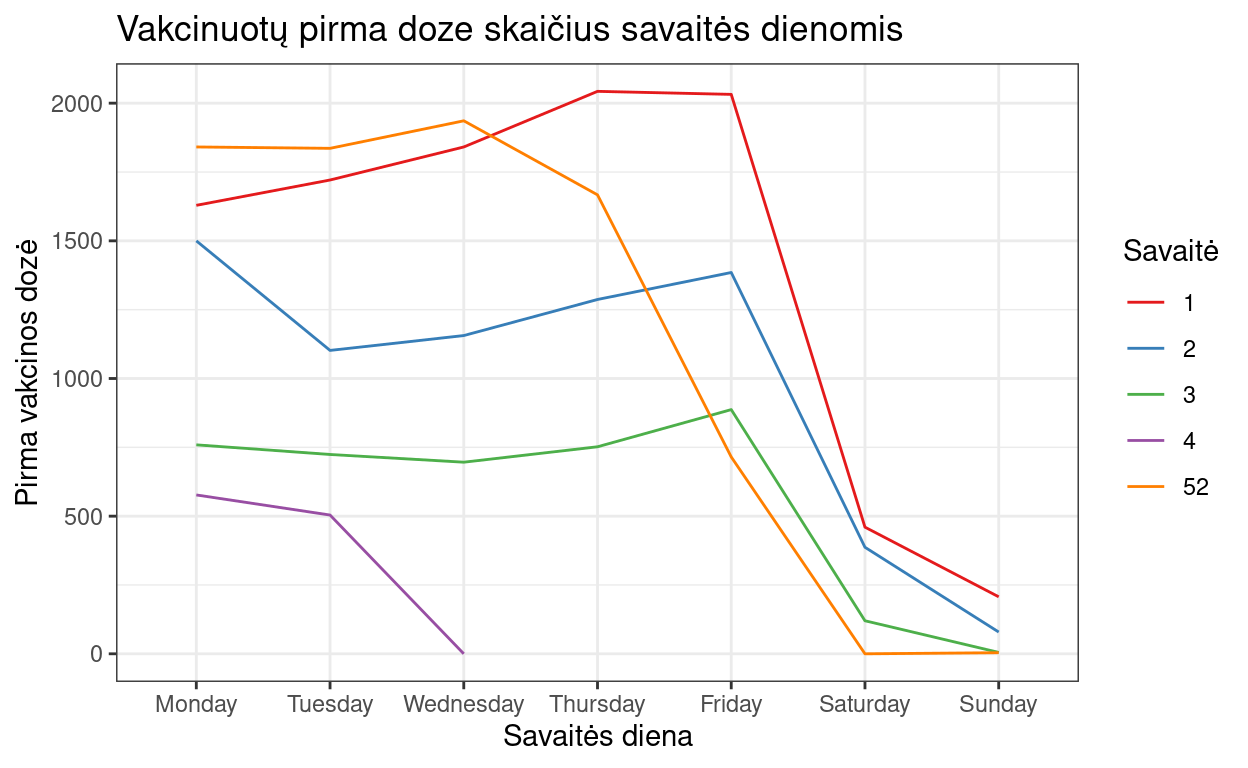 Vakcinuotų pirma doze skaičius savaitės dienomis
Pirma vakcinos dozė
2000
1500
1000
500
0
Monday
Tuesday
Wednesday
Thursday
Friday
Saturday
Sunday
Savaitės diena
Savaitė
1
2
3
4
52